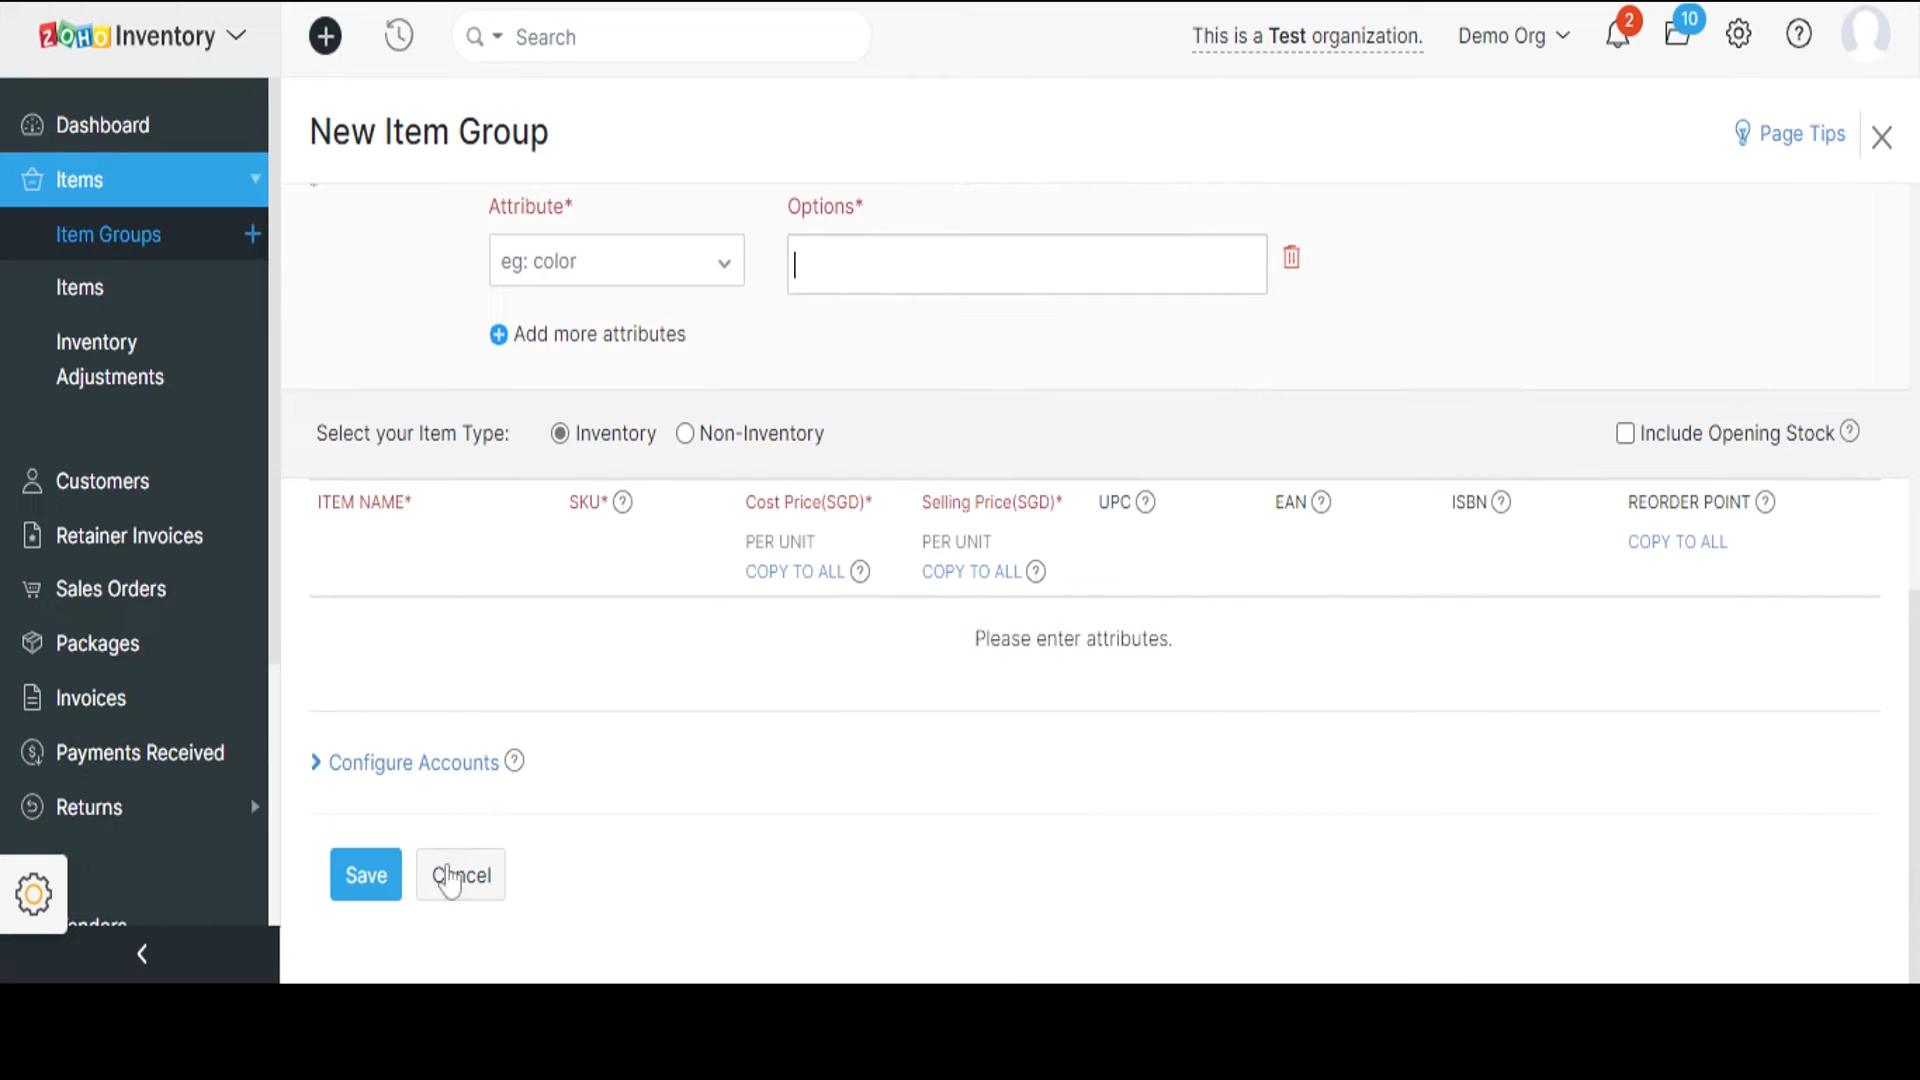 ZOHO Inventory
Search
This is a Test organization.
Demo Org
2
10
Dashboard
Items
Item Groups
Items
Inventory
Adjustments
Customers
Retainer Invoices
Sales Orders
Packages
Invoices
Payments Received
Returns
New Item Group
Page Tips
Attribute*
Options*
eg: color
Add more attributes
Select your Item Type:
Inventory
Non-Inventory
Include Opening Stock
ITEM NAME*
SKU*
Cost Price(SGD)*
Selling Price(SGD)*
UPC
EAN
ISBN
REORDER POINT
PER UNIT
PER UNIT
COPY TO ALL
COPY TO ALL
COPY TO ALL
Please enter attributes.
Configure Accounts
Save
Cancel